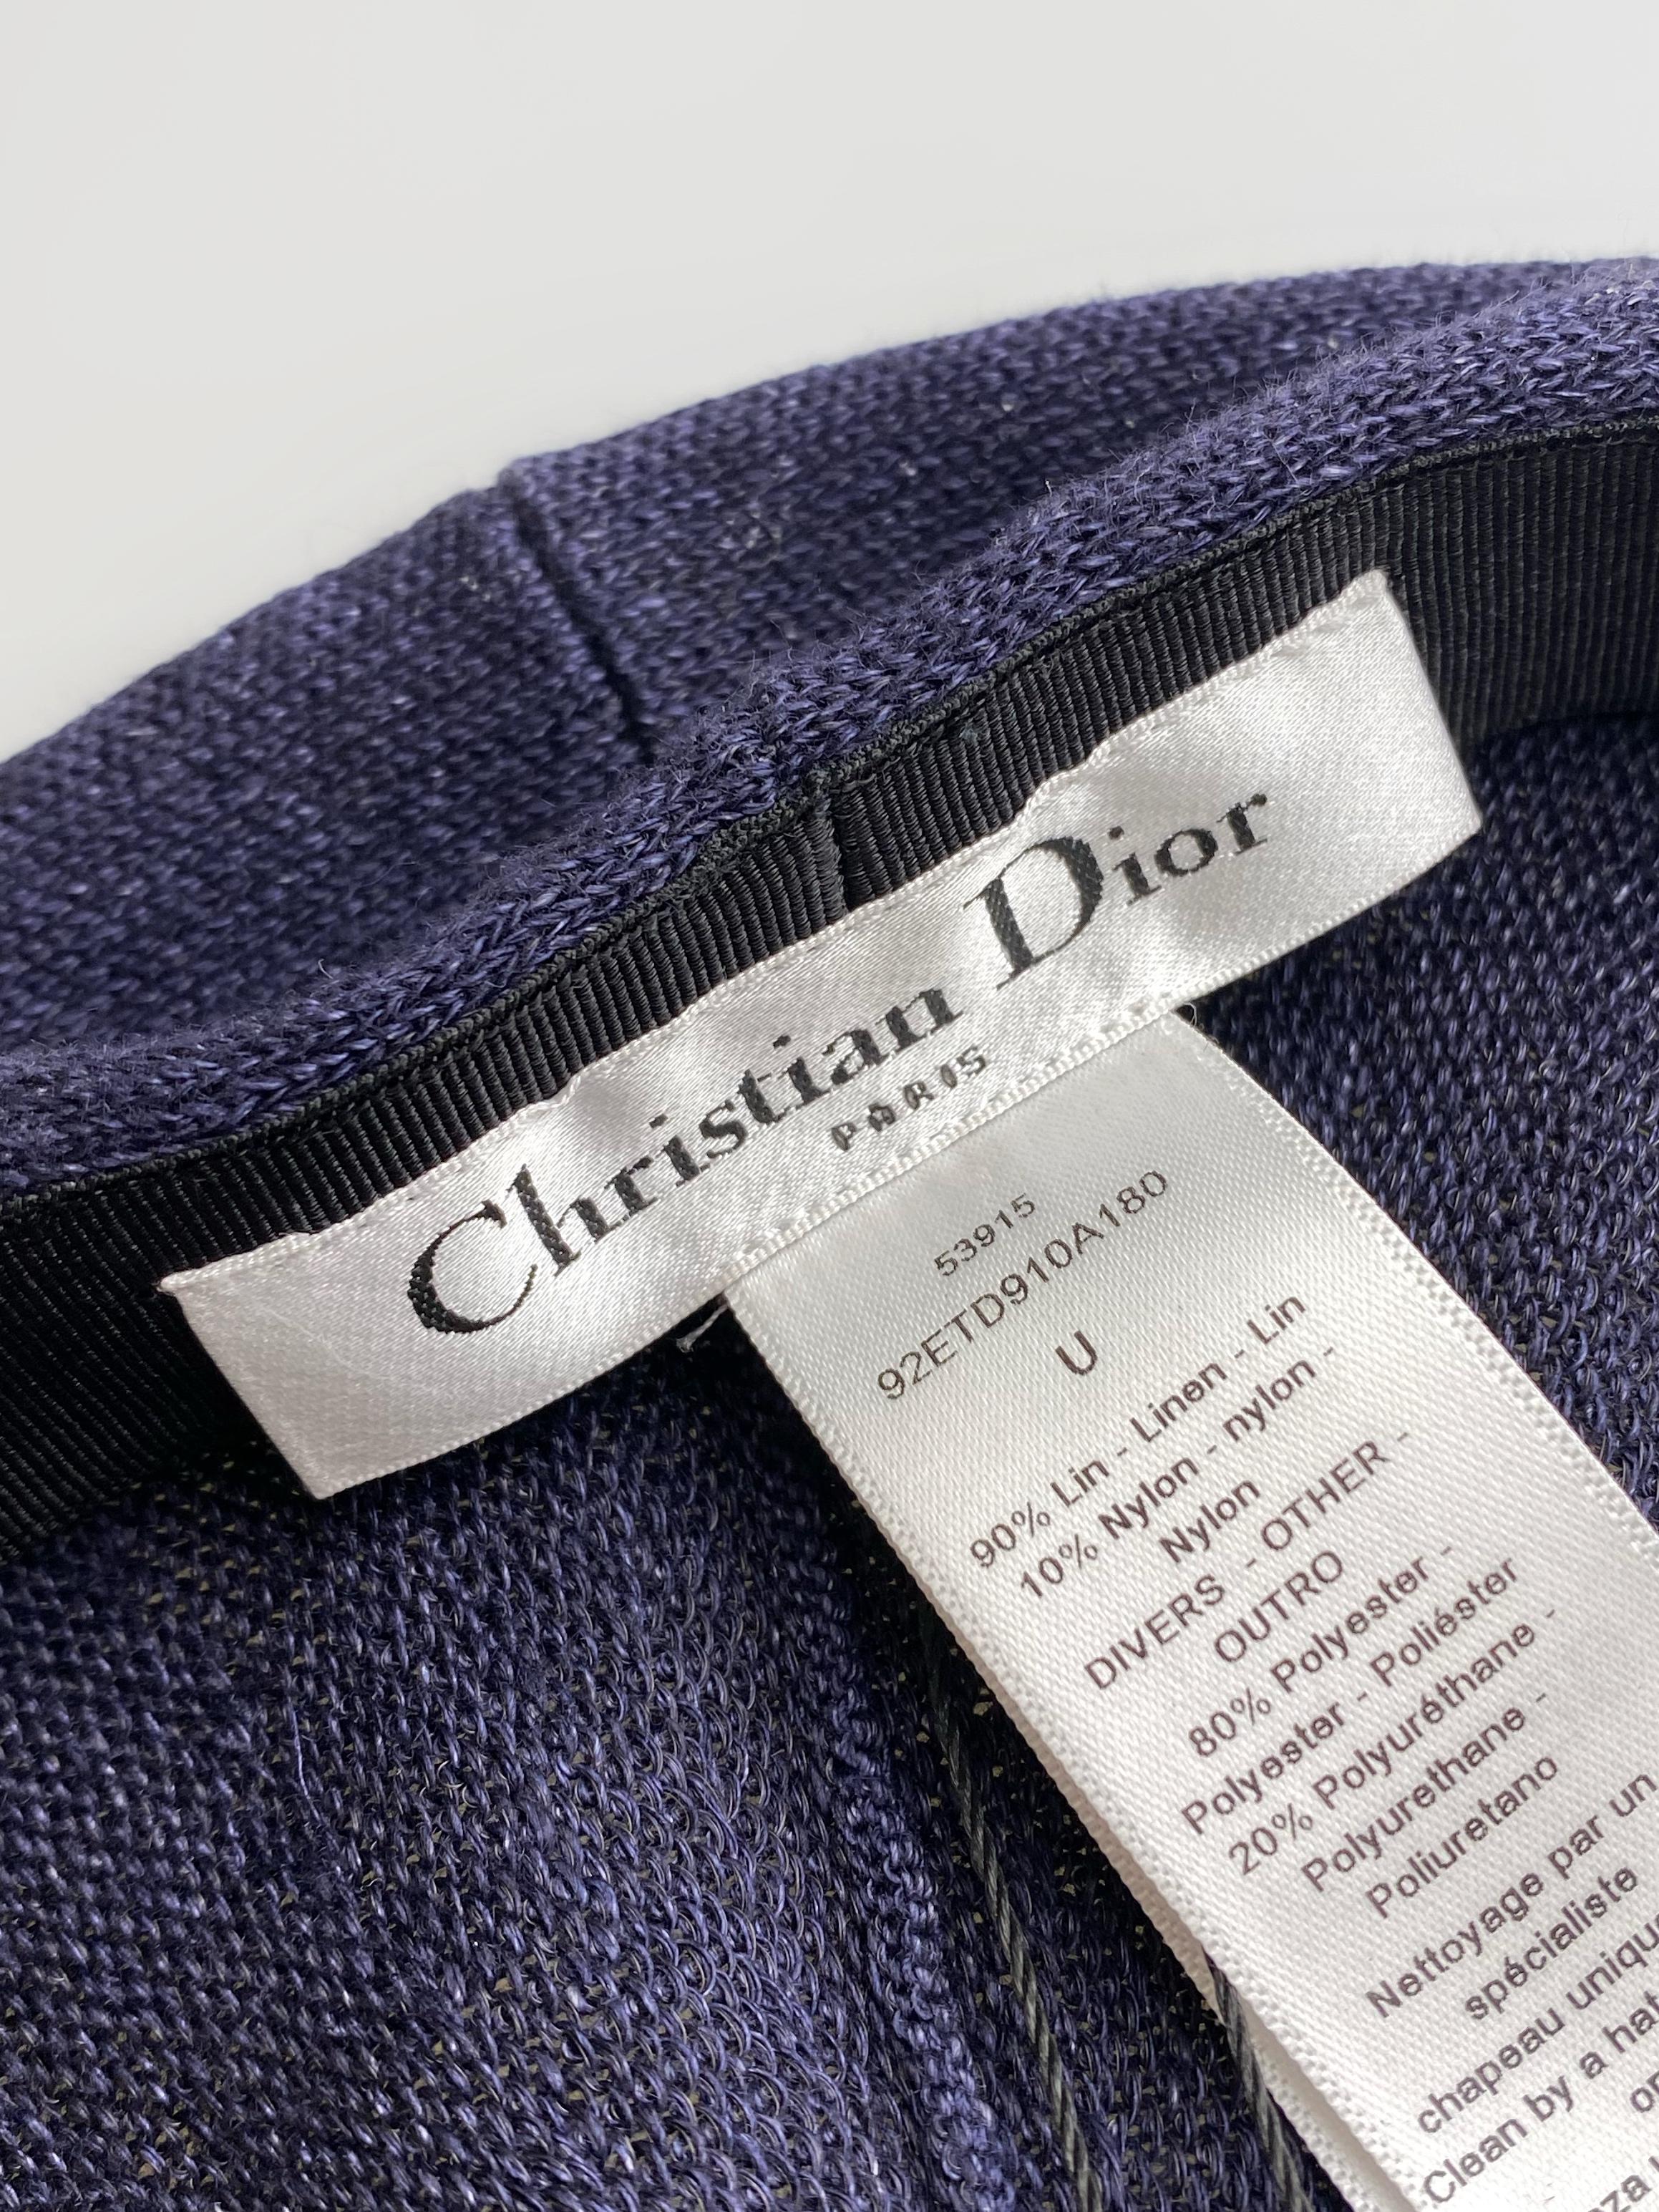 Christian Dior
PARIS
53915
92ETD910A180
U
90% Lin - Linen - Lin
10% Nylon - nylon -
Nylon
DIVERS - OTHER -
OUTRO
80% Polyester -
Polyester - Poliéster
20% Polyuréthane -
Polyurethane -
Poliuretano
Nettoyage par un
spécialiste
chapeau
Clean by a hat